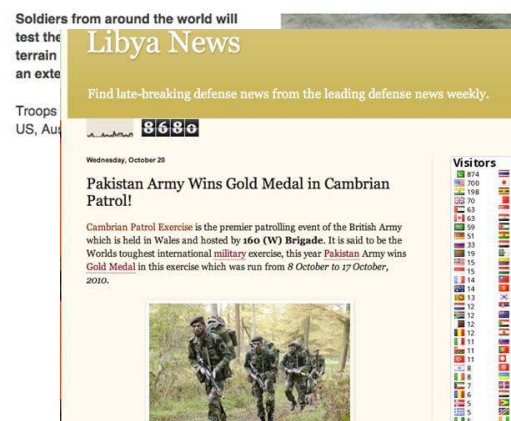 Soldiers from around the world will
test the
terrain
an exte
Troops
US, Aus
Libya News
Find late-breaking defense news from the leading defense news weekly.
8680
Wednesday, October 20
Pakistan Army Wins Gold Medal in Cambrian
Patrol!
Cambrian Patrol Exercise is the premier patrolling event of the British Army
which is held in Wales and hosted by 160 (W) Brigade. It is said to be the
Worlds toughest international military exercise, this year Pakistan Army wins
Gold Medal in this exercise which was run from 8 October to 17 October,
2010.
Visitors
874
700
198
70
63
63
59
51
33
19
15
15
14
14
13
12
12
12
12
11
11
11
8
8
7
6
5
5